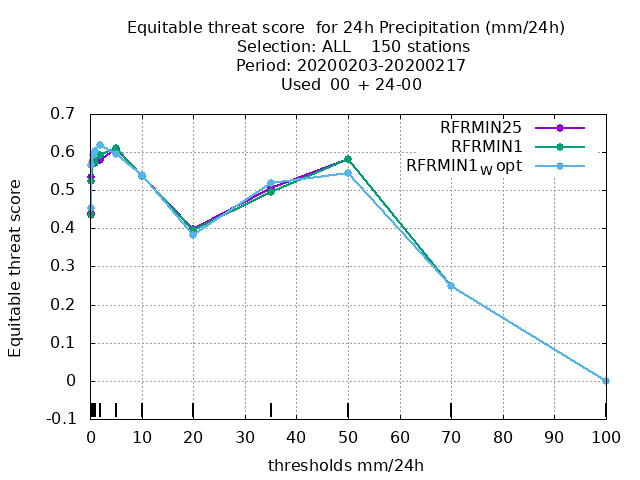 Equitable threat score  for 24h Precipitation (mm/24h)
Selection: ALL    150 stations
Period: 20200203-20200217
Used  00 + 24-00
0.7
0.6
0.5
0.4
0.3
0.2
0.1
0
-0.1
Equitable threat score
RFRMIN25
RFRMIN1
RFRMIN1W opt
0 10 20 30 40 50 60 70 80 90 100
thresholds mm/24h